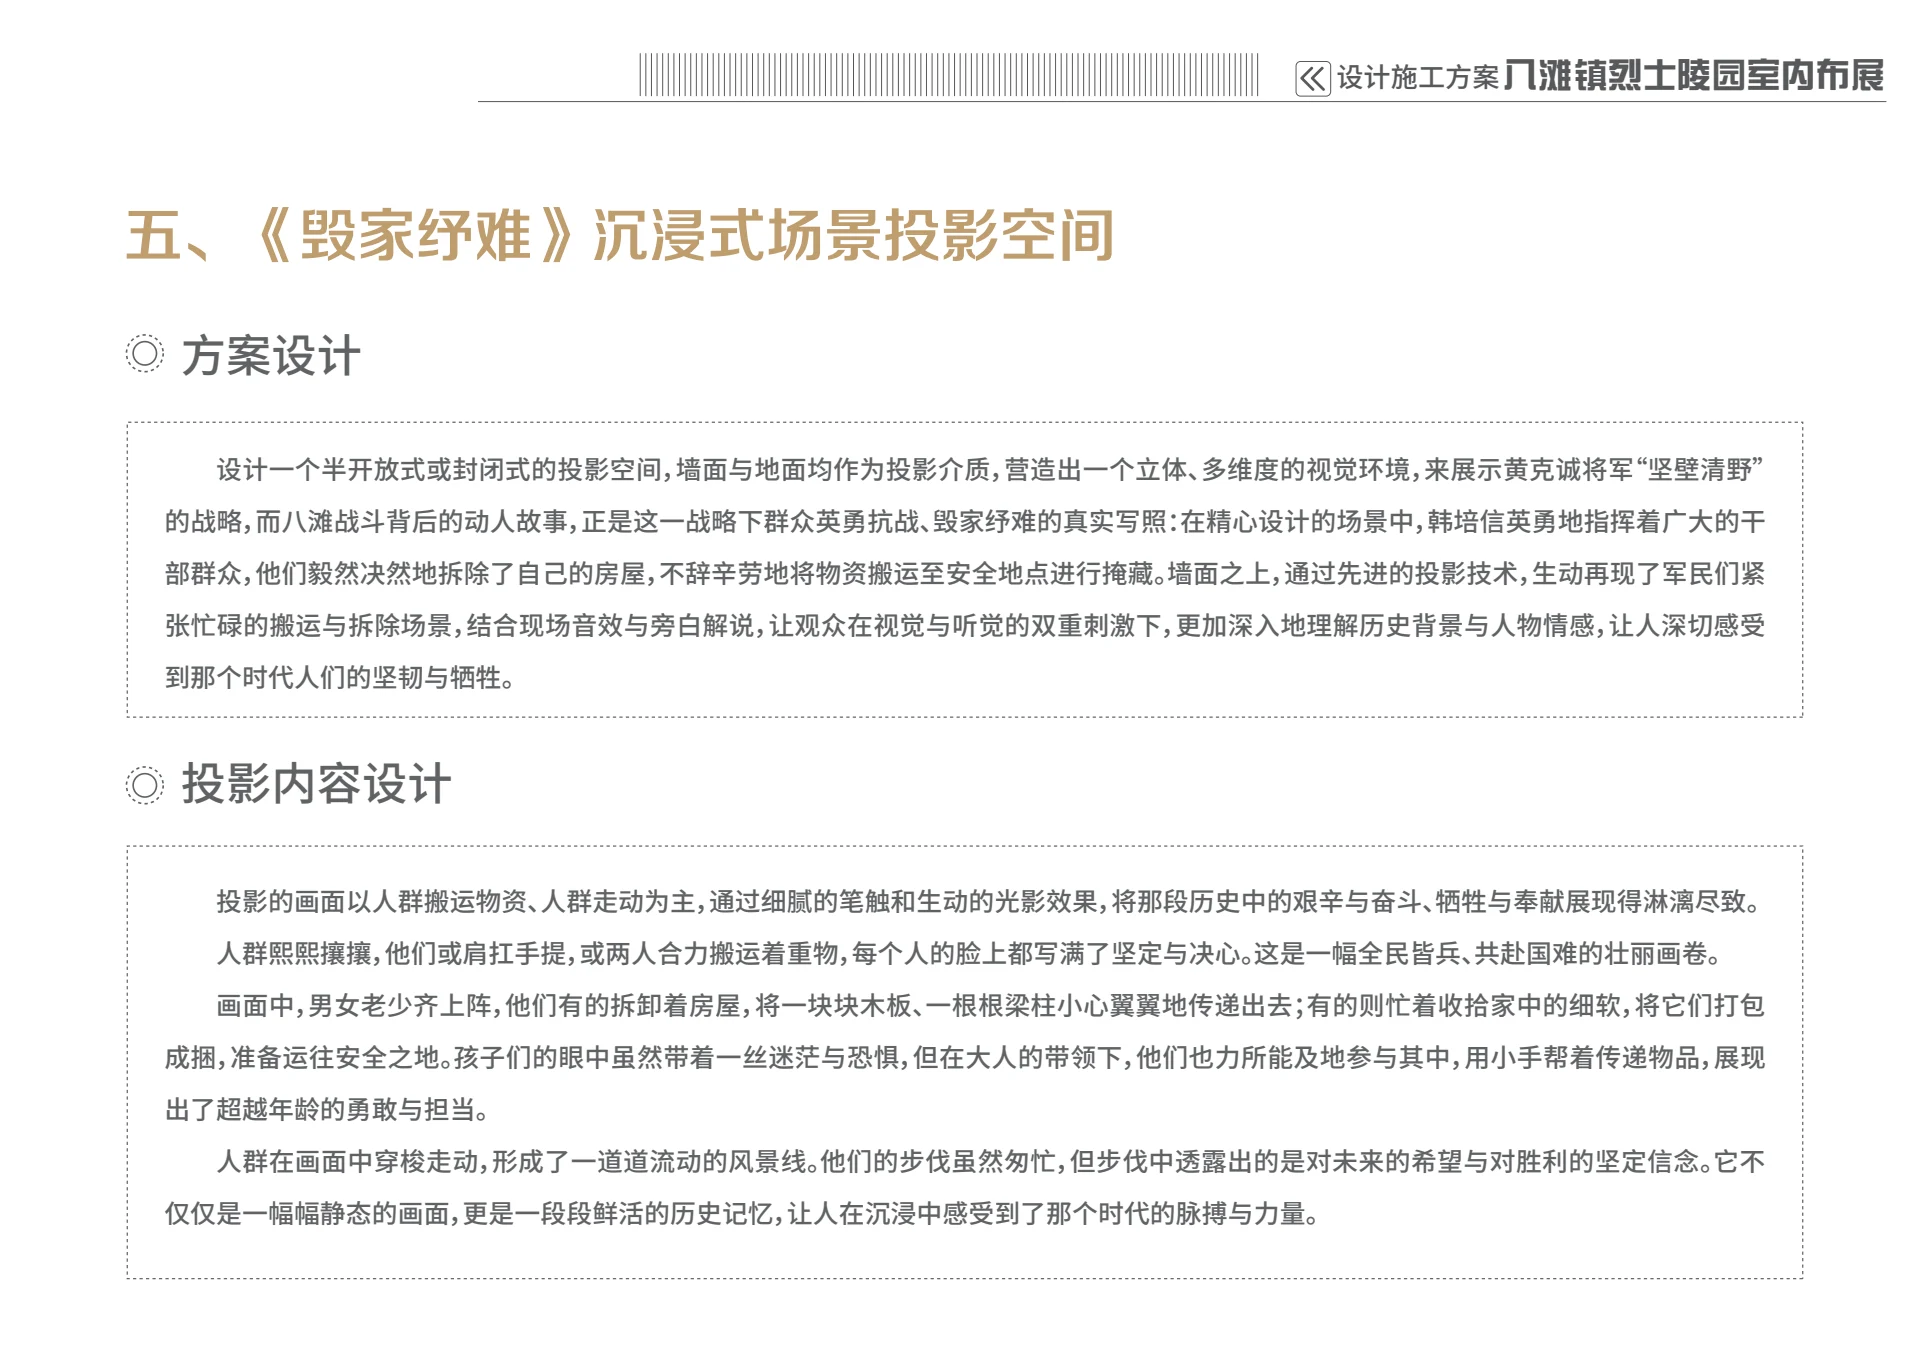 设计施工方案 八滩镇烈士陵园室内布展
五、《毁家纾难》沉浸式场景投影空间
方案设计
设计一个半开放式或封闭式的投影空间，墙面与地面均作为投影介质，营造出一个立体、多维度的视觉环境，来展示黄克诚将军“坚壁清野”
的战略，而八滩战斗背后的动人故事，正是这一战略下群众英勇抗战、毁家纾难的真实写照：在精心设计的场景中，韩培信英勇地指挥着广大的干
部群众，他们毅然决然地拆除了自己的房屋，不辞辛劳地将物资搬运至安全地点进行掩藏。墙面之上，通过先进的投影技术，生动再现了军民们紧
张忙碌的搬运与拆除场景，结合现场音效与旁白解说，让观众在视觉与听觉的双重刺激下，更加深入地理解历史背景与人物情感，让人深切感受
到那个时代人们的坚韧与牺牲。
投影内容设计
投影的画面以人群搬运物资、人群走动为主，通过细腻的笔触和生动的光影效果，将那段历史中的艰辛与奋斗、牺牲与奉献展现得淋漓尽致。
人群熙熙攘攘，他们或肩扛手提，或两人合力搬运着重物，每个人的脸上都写满了坚定与决心。这是一幅全民皆兵、共赴国难的壮丽画卷。
画面中，男女老少齐上阵，他们有的拆卸着房屋，将一块块木板、一根根梁柱小心翼翼地传递出去；有的则忙着收拾家中的细软，将它们打包
成捆，准备运往安全之地。孩子们的眼中虽然带着一丝迷茫与恐惧，但在大人的带领下，他们也力所能及地参与其中，用小手帮着传递物品，展现
出了超越年龄的勇敢与担当。
人群在画面中穿梭走动，形成了一道道流动的风景线。他们的步伐虽然匆忙，但步伐中透露出的是对未来的希望与对胜利的坚定信念。它不
仅仅是一幅幅静态的画面，更是一段段鲜活的历史记忆，让人在沉浸中感受到了那个时代的脉搏与力量。